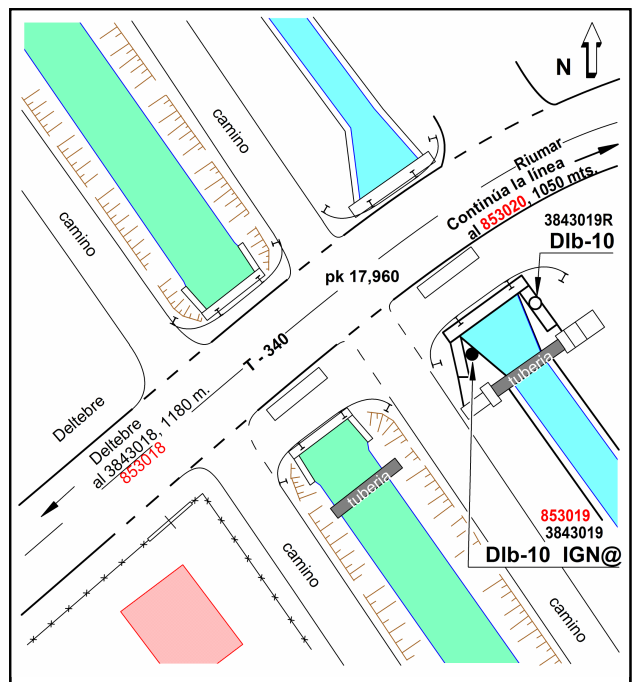 N
camino
Riumar
Continúa la línea
al 853020, 1050 mts.
3843019R
Dlb-10
camino
pk 17,960
T - 340
tuberia
Deltebre
Deltebre
al 3843018, 1180 m.
853018
tuberia
853019
3843019
Dlb-10 IGN@
camino
camino